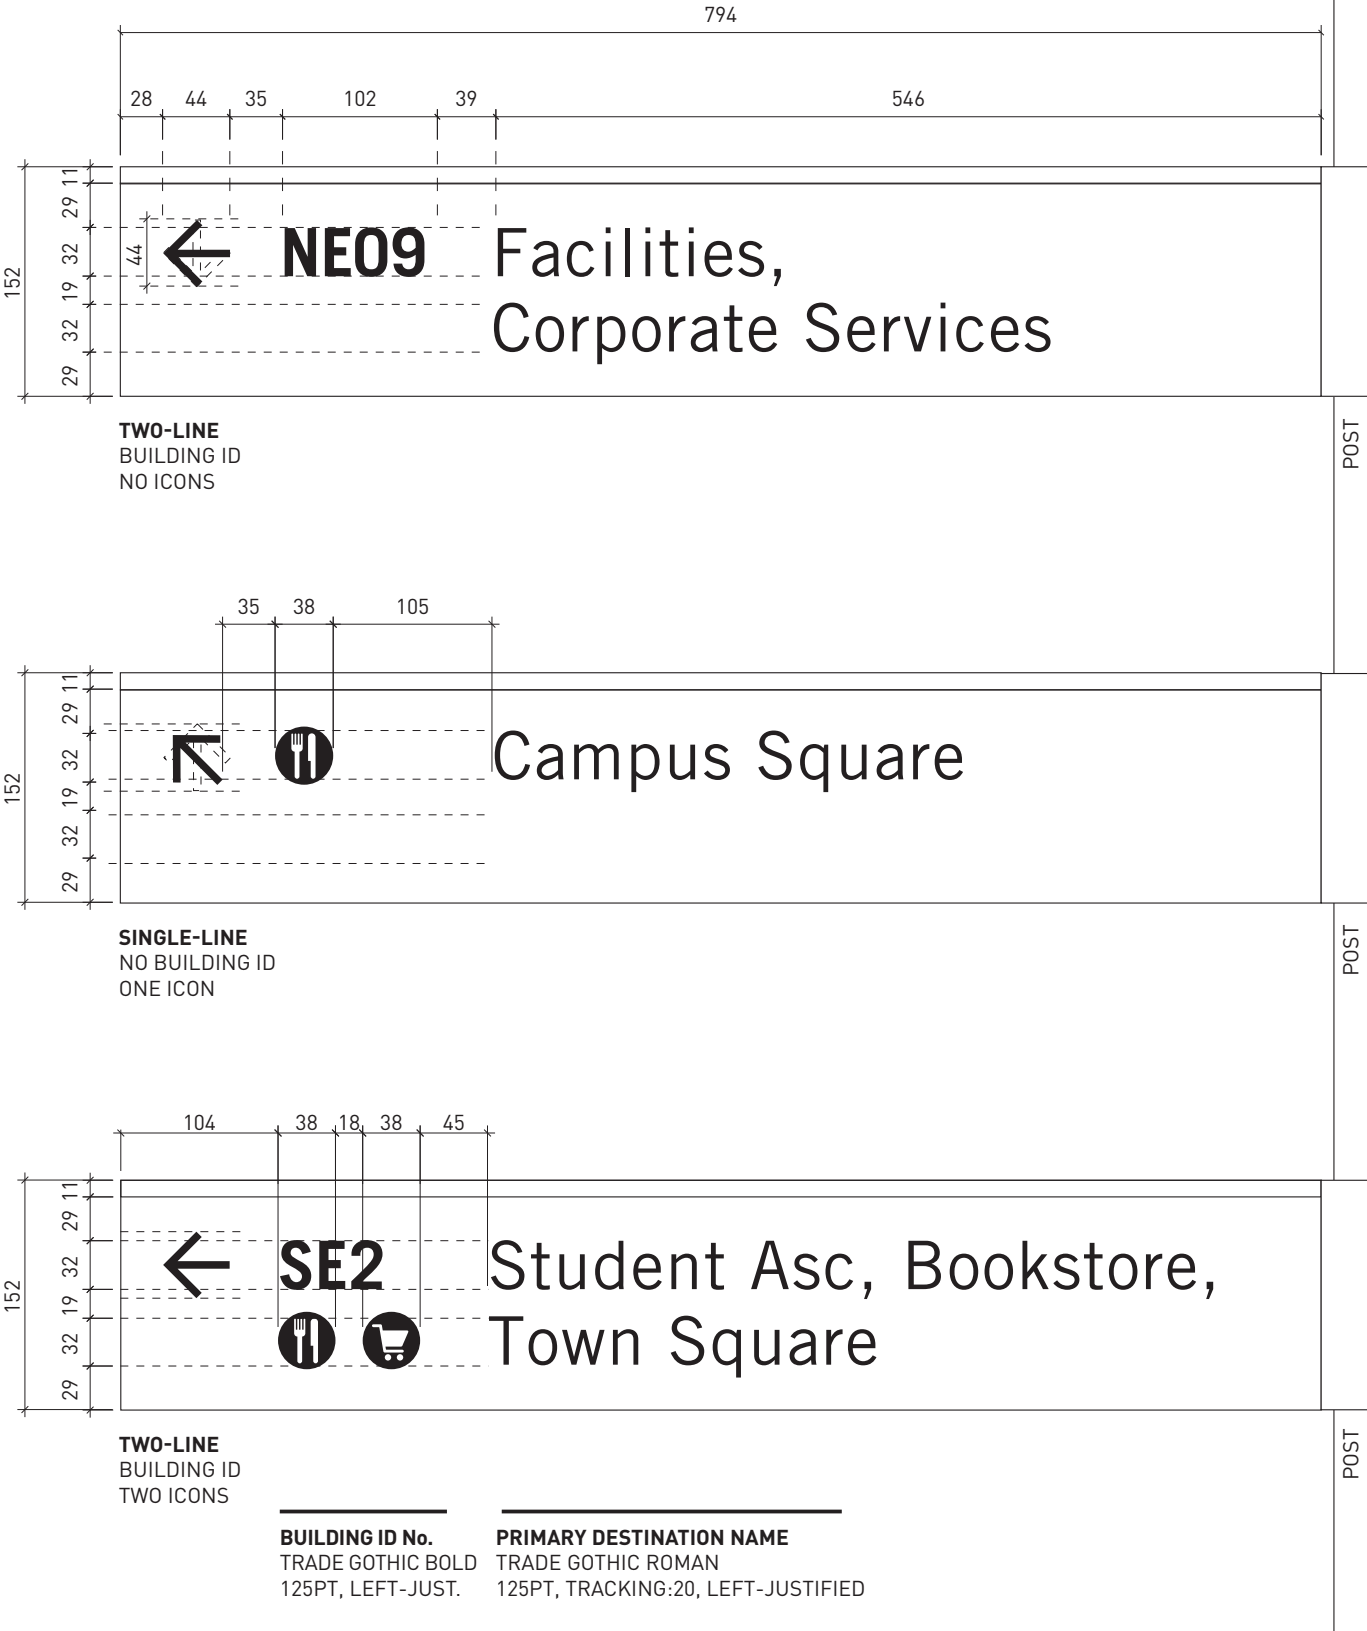 794
28 44 35 102 39 546
152
11
29
32
19
32
29
44
NE09 Facilities,
Corporate Services
TWO-LINE
BUILDING ID
NO ICONS
POST
35 38 105
152
11
29
32
19
32
29
Campus Square
SINGLE-LINE
NO BUILDING ID
ONE ICON
POST
104 38 18 38 45
152
11
29
32
19
32
29
SE2 Student Asc, Bookstore,
Town Square
TWO-LINE
BUILDING ID
TWO ICONS
POST
BUILDING ID No.
TRADE GOTHIC BOLD
125PT, LEFT-JUST.
PRIMARY DESTINATION NAME
TRADE GOTHIC ROMAN
125PT, TRACKING:20, LEFT-JUSTIFIED